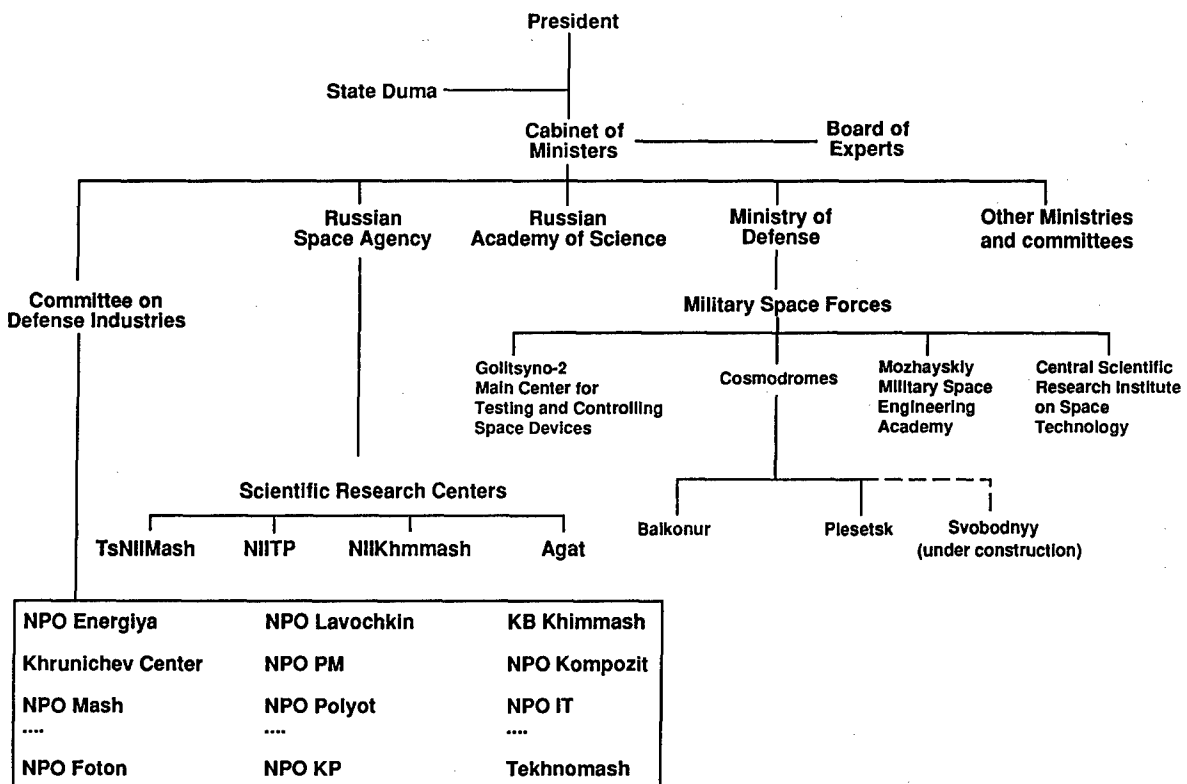 President
State Duma
Cabinet of
Ministers
Board of
Experts
Russian
Space Agency
Russian
Academy of Science
Ministry of
Defense
Other Ministries
and committees
Committee on
Defense Industries
Military Space Forces
Golitsyno-2
Main Center for
Testing and Controlling
Space Devices
Cosmodromes
Mozhayskiy
Military Space
Engineering
Academy
Central Scientific
Research Institute
on Space
Technology
Scientific Research Centers
TsNIIMash
NIITP
NIIKhmmash
Agat
Baikonur
Plesetsk
Svobodnyy
(under construction)
NPO Energiya
NPO Lavochkin
KB Khimmash
Khrunichev Center
NPO PM
NPO Kompozit
NPO Mash
NPO Polyot
NPO IT
....
....
....
NPO Foton
NPO KP
Tekhnomash